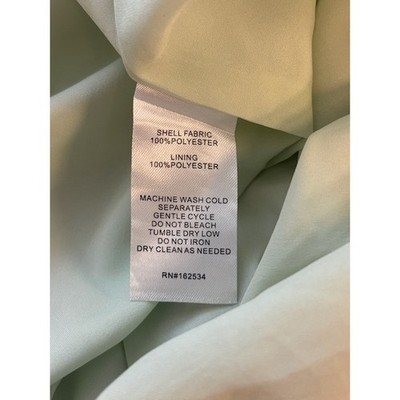 SHELL FABRIC
100%POLYESTER
LINING
100%POLYESTER
MACHINE WASH COLD
SEPARATELY
GENTLE CYCLE
DO NOT BLEACH
TUMBLE DRY LOW
DO NOT IRON
DRY CLEAN AS NEEDED
RN#162534